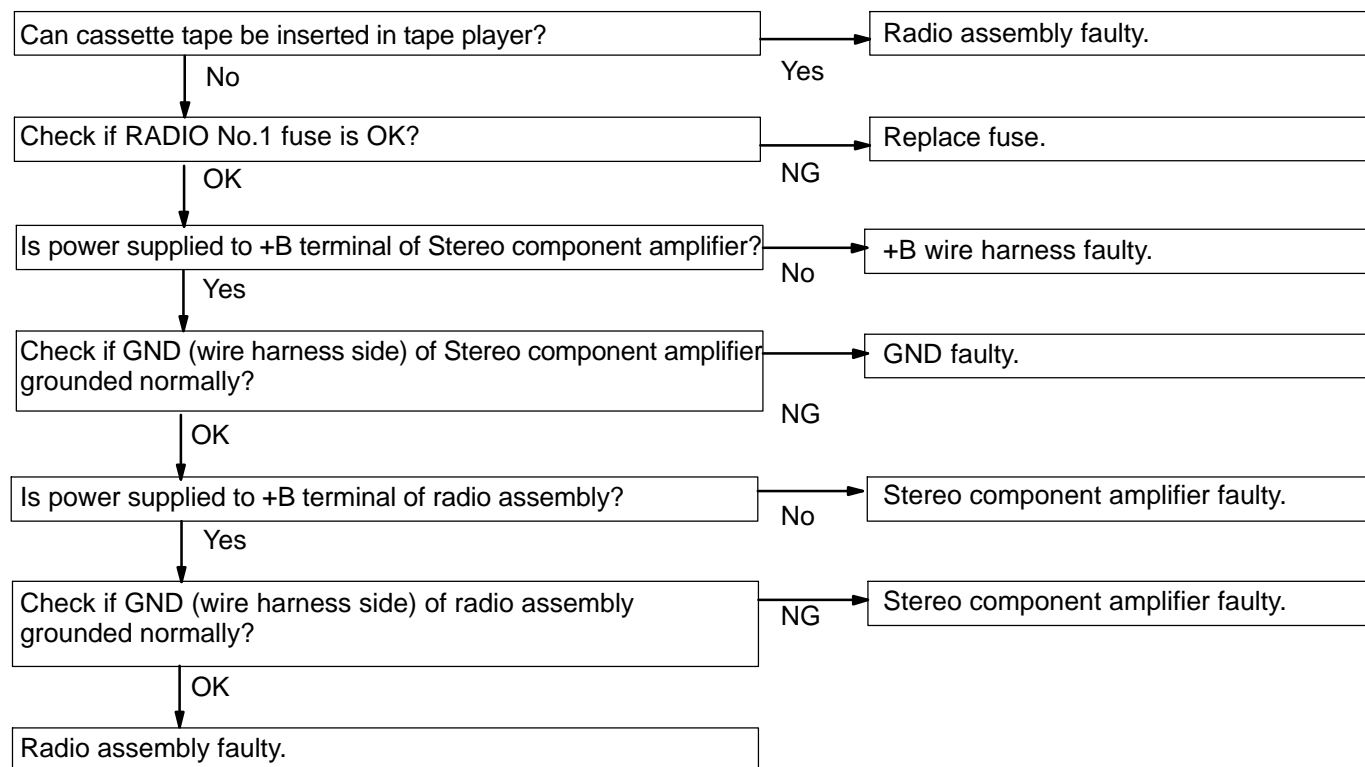 Can cassette tape be inserted in tape player?
Radio assembly faulty.
Yes
No
Check if RADIO No.1 fuse is OK?
Replace fuse.
NG
OK
Is power supplied to +B terminal of Stereo component amplifier?
+B wire harness faulty.
No
Yes
Check if GND (wire harness side) of Stereo component amplifier
grounded normally?
GND faulty.
NG
OK
Is power supplied to +B terminal of radio assembly?
Stereo component amplifier faulty.
No
Yes
Check if GND (wire harness side) of radio assembly
grounded normally?
Stereo component amplifier faulty.
NG
OK
Radio assembly faulty.